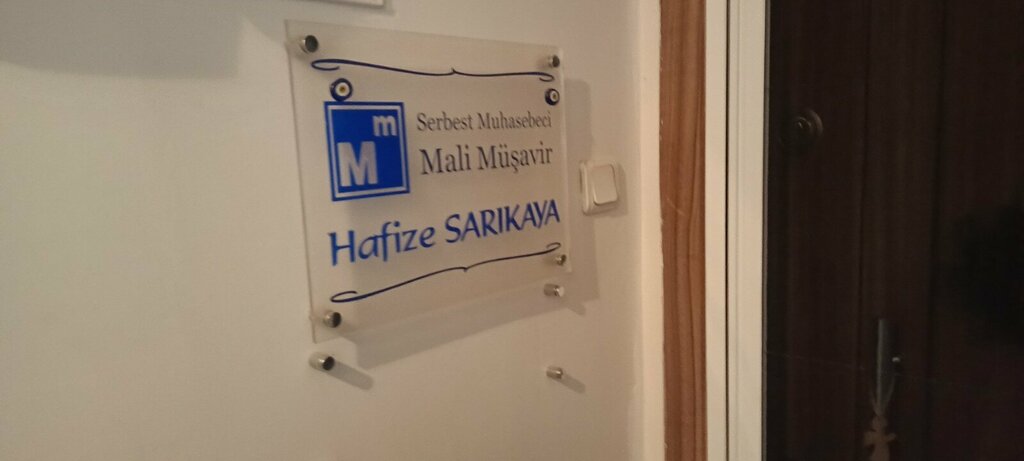 Mm
Serbest Muhasebeci
Mali Müşavir
Hafize SARIKAYA